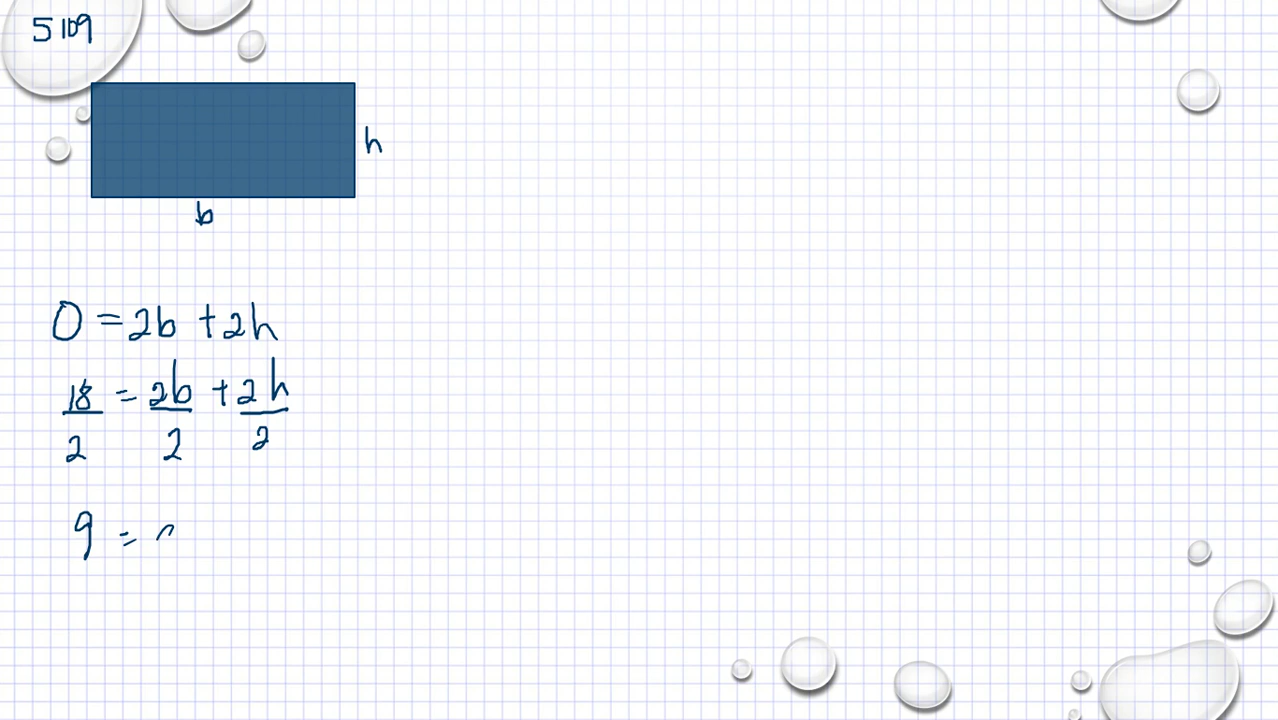 5109
h
b
O = 2b + 2h
18 = 2b + 2h
2 2 2
9 =